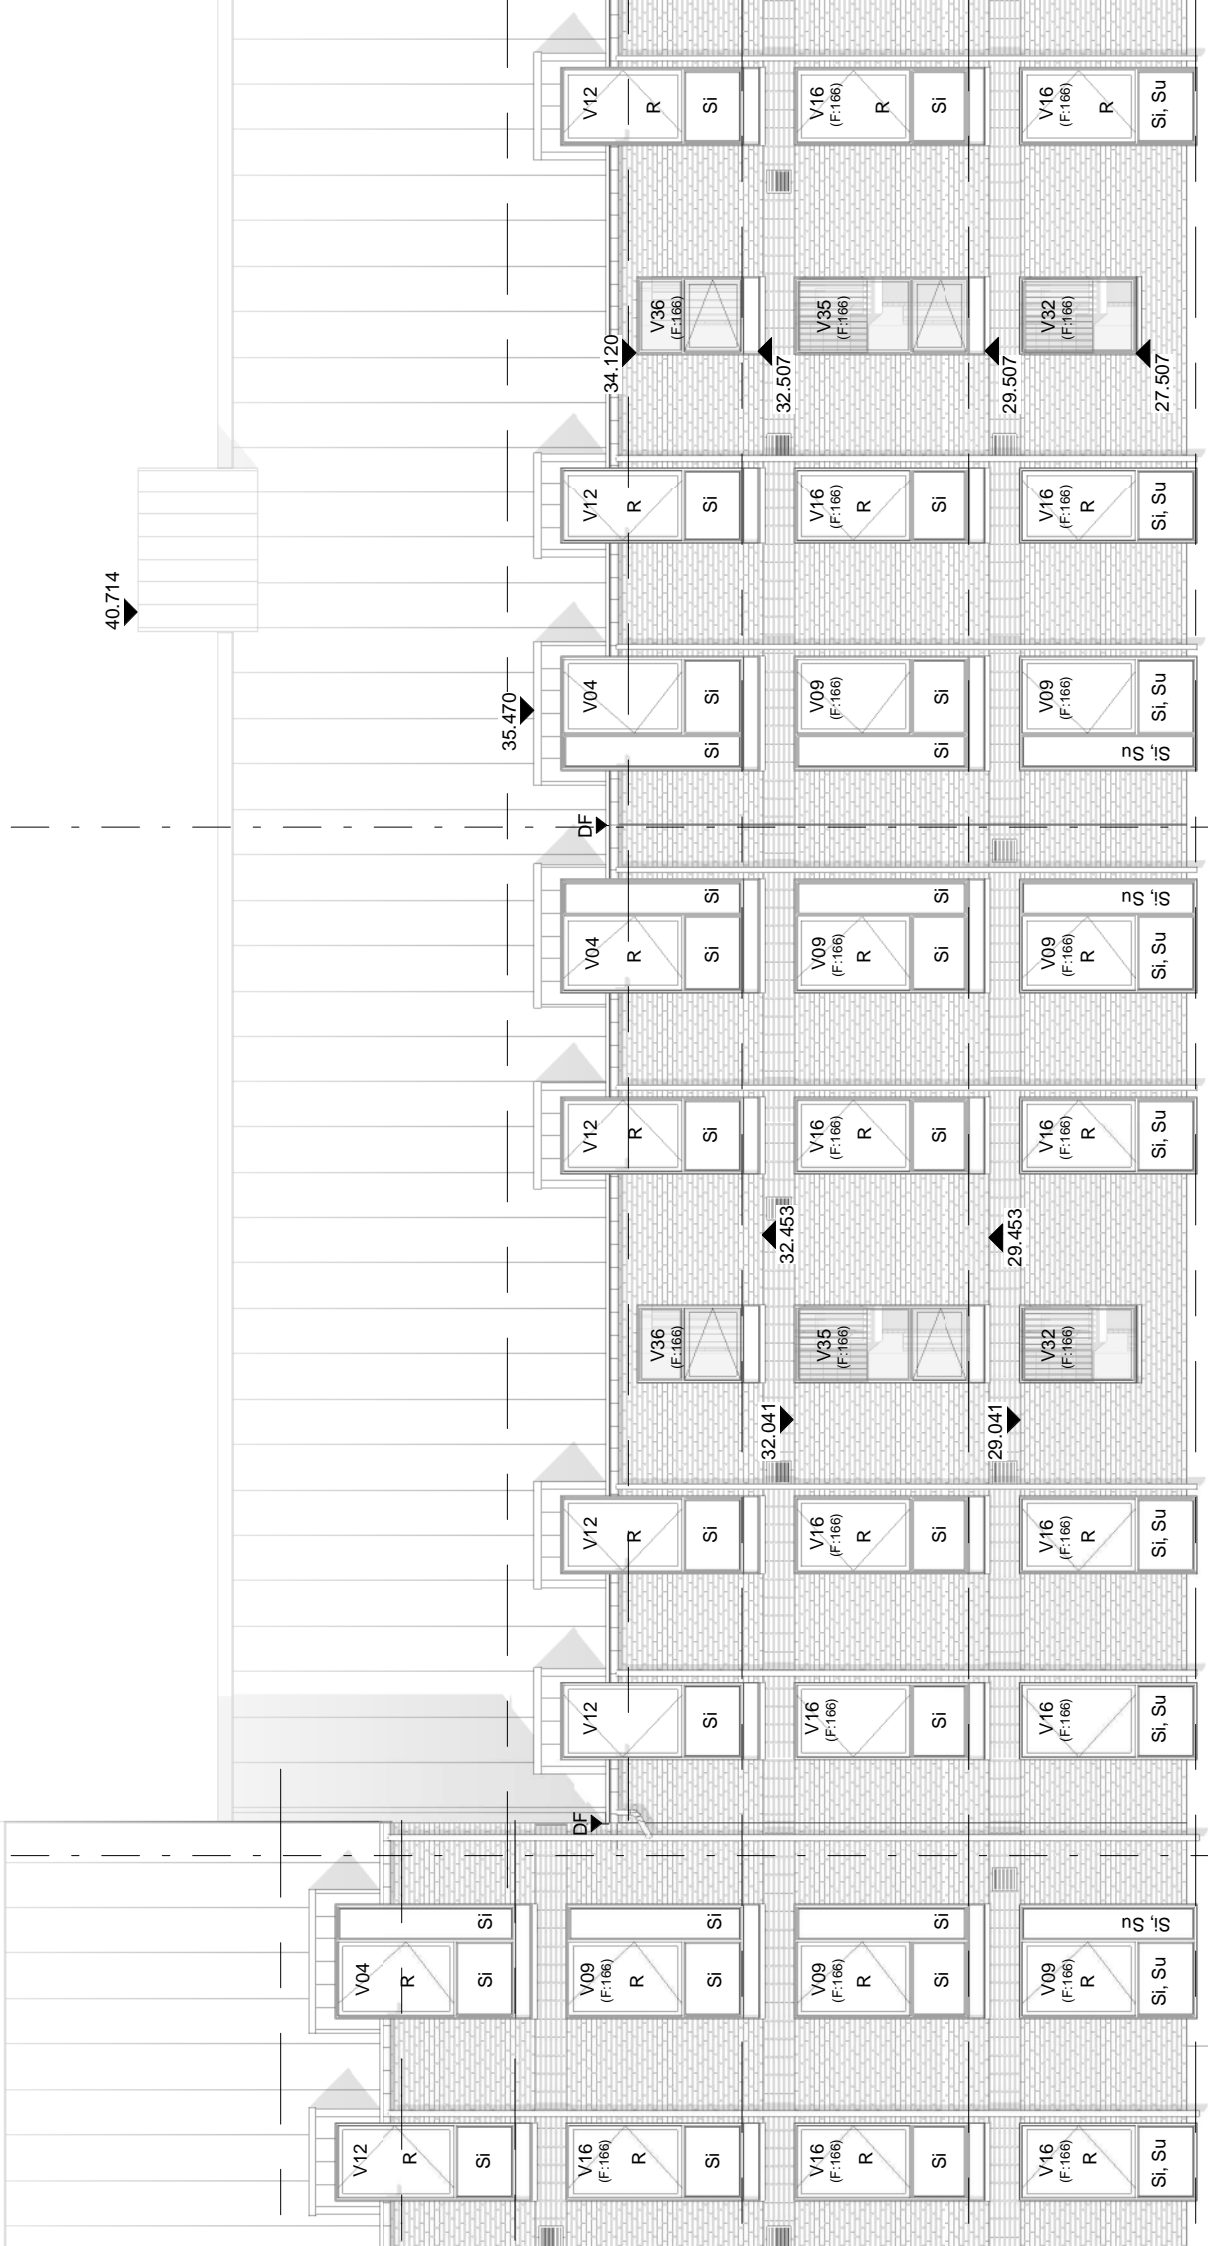 V12
R
Si
V16
(F:166)
R
Si
V16
(F:166)
R
Si
V16
(F:166)
R
Si, Su
V04
R
Si
Si
V09
(F:166)
R
Si
Si
V09
(F:166)
R
Si
Si
V09
(F:166)
R
Si, Su
Si, Su
DF
V12
Si
V16
(F:166)
Si
V16
(F:166)
Si, Su
V12
R
Si
V16
(F:166)
R
Si
V16
(F:166)
R
Si, Su
32.041
29.041
V36
(F:166)
V35
(F:166)
V32
(F:166)
32.453
29.453
V12
R
Si
V16
(F:166)
R
Si
V16
(F:166)
R
Si, Su
V04
R
Si
Si
V09
(F:166)
R
Si
Si
V09
(F:166)
R
Si, Su
Si, Su
DF
35.470
V04
Si
Si
V09
(F:166)
Si
Si
V09
(F:166)
Si, Su
Si, Su
40.714
V12
R
Si
V16
(F:166)
R
Si
V16
(F:166)
R
Si, Su
34.120
32.507
29.507
27.507
V36
(F:166)
V35
(F:166)
V32
(F:166)
V12
R
Si
V16
(F:166)
R
Si
V16
(F:166)
R
Si, Su